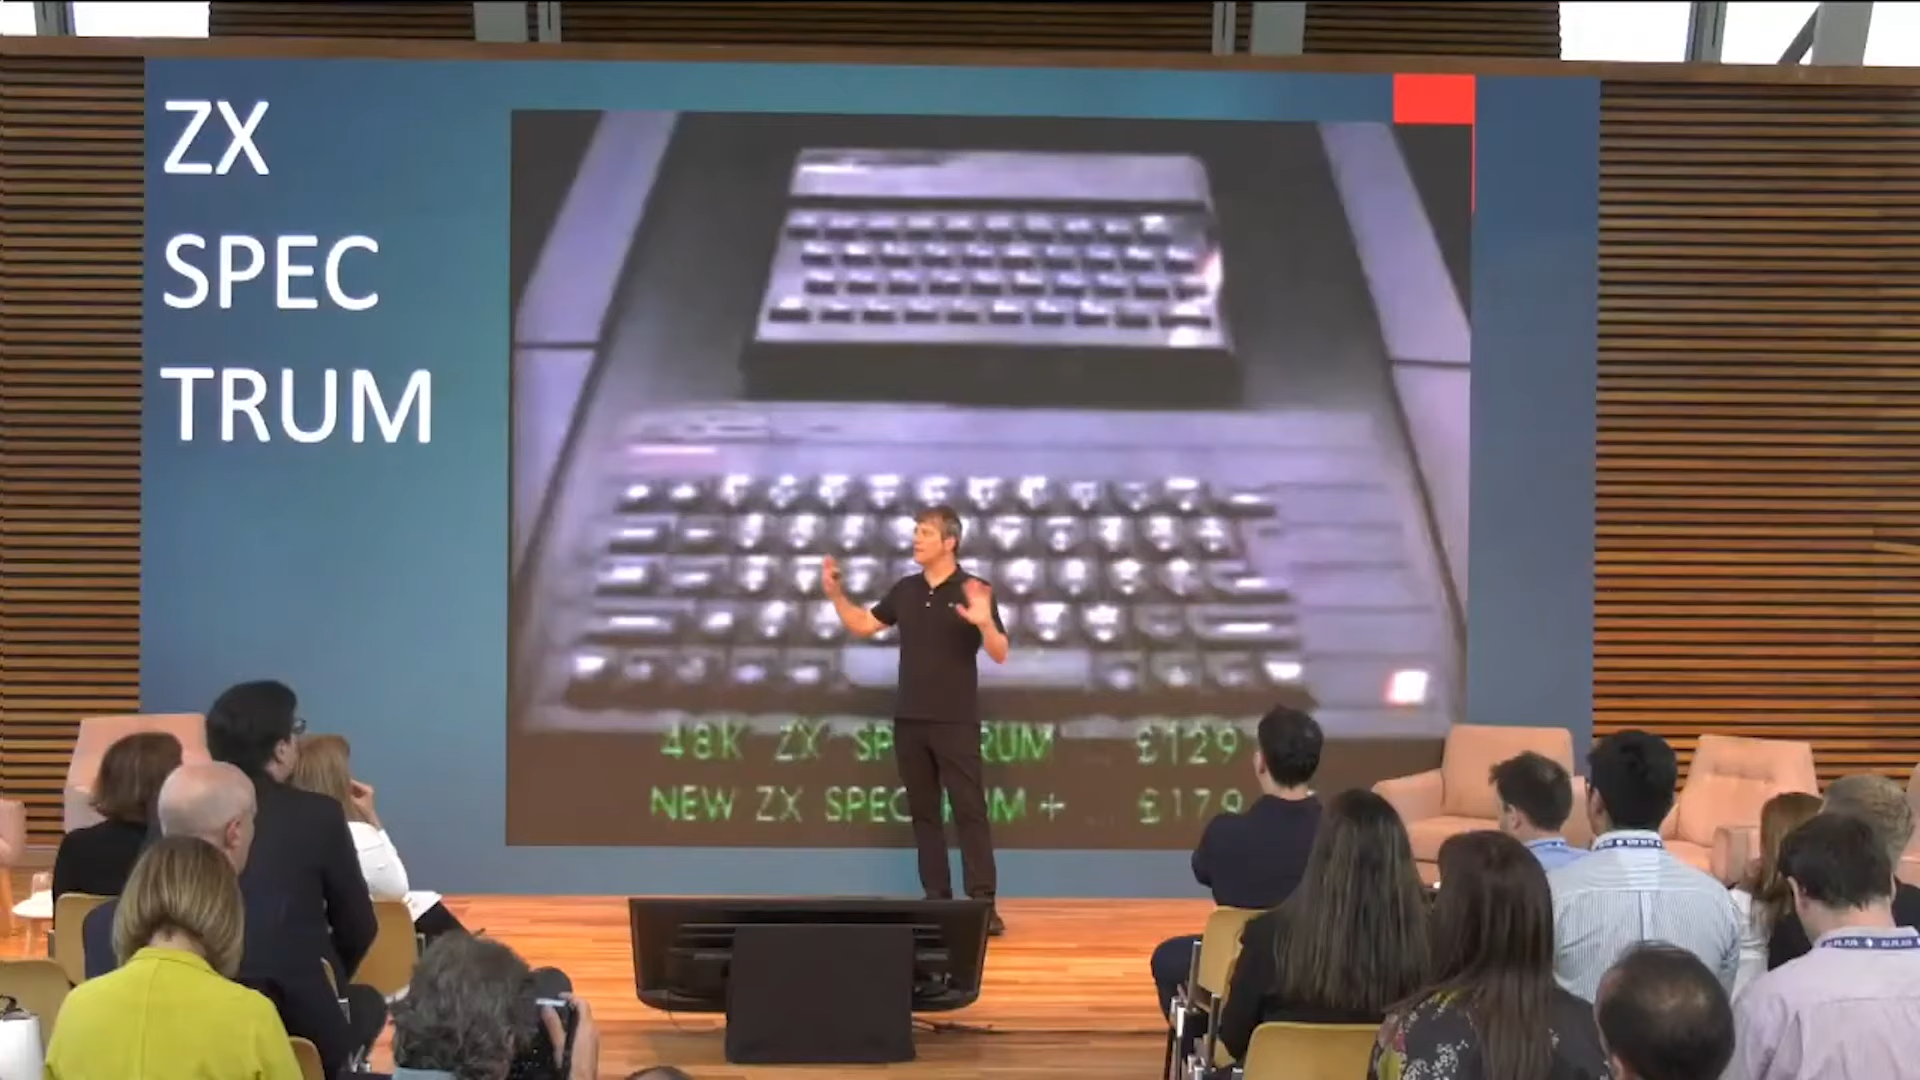 ZX
SPEC
TRUM
48K ZX SP RUM £129
NEW ZX SPEC UM + £179